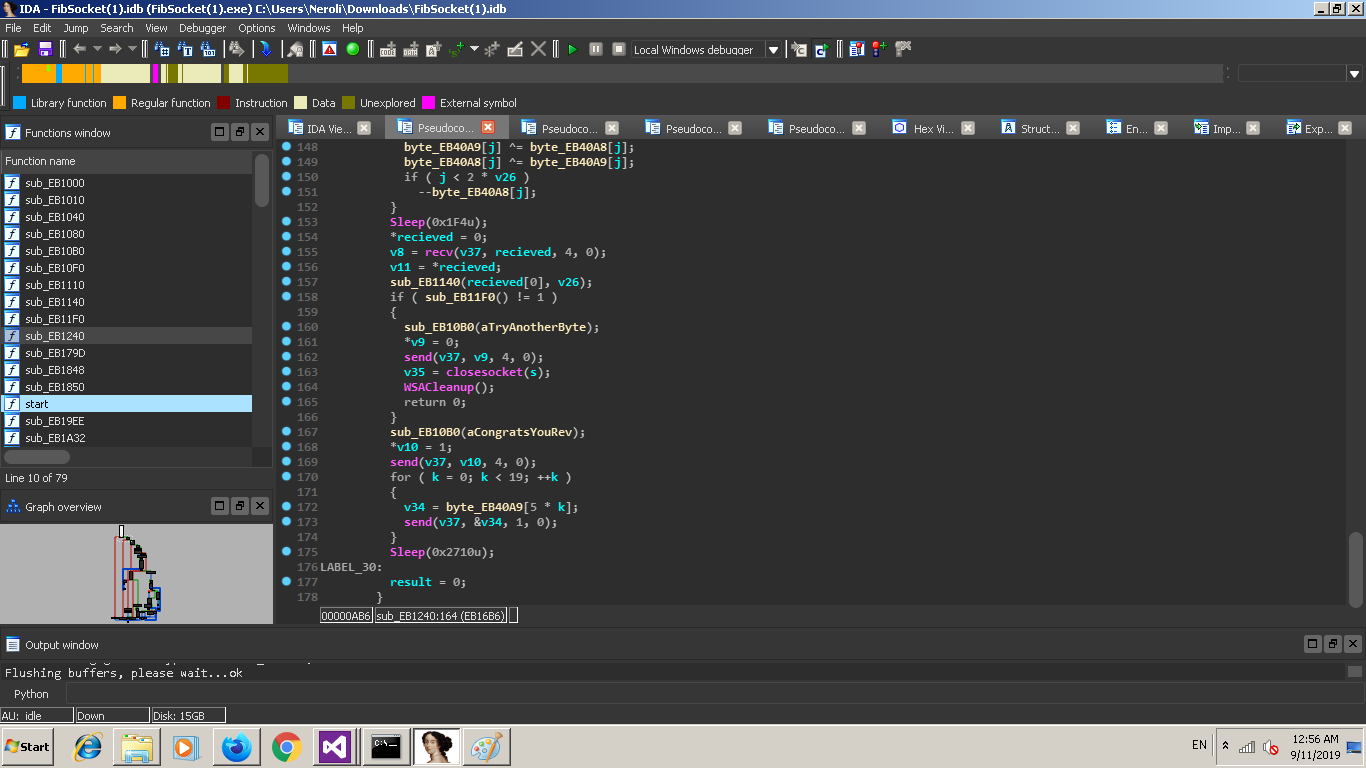 IDA - FibSocket(1).idb (FibSocket(1).exe) C:\Users\Neroli\Downloads\FibSocket(1).idb
File Edit Jump Search View Debugger Options Windows Help
Local Windows debugger
Library function Regular function Instruction Data Unexplored External symbol
Functions window
IDA Vie... Pseudoco... Pseudoco... Pseudoco... Pseudoco... Hex Vi... Struct... En... Imp... Exp...
Function name
sub_EB1000
sub_EB1010
sub_EB1040
sub_EB1080
sub_EB10B0
sub_EB10F0
sub_EB1110
sub_EB1140
sub_EB11F0
sub_EB1240
sub_EB179D
sub_EB1848
sub_EB1850
start
sub_EB19EE
sub_EB1A32
Line 10 of 79
Graph overview
148 byte_EB40A9[j] ^= byte_EB40A8[j];
149 byte_EB40A8[j] ^= byte_EB40A9[j];
150 if ( j < 2 * v26 )
151 --byte_EB40A8[j];
152 }
153 Sleep(0x1F4u);
154 *recieved = 0;
155 v8 = recv(v37, recieved, 4, 0);
156 v11 = *recieved;
157 sub_EB1140(recieved[0], v26);
158 if ( sub_EB11F0() != 1 )
159 {
160 sub_EB10B0(aTryAnotherByte);
161 *v9 = 0;
162 send(v37, v9, 4, 0);
163 v35 = closesocket(s);
164 WSACleanup();
165 return 0;
166 }
167 sub_EB10B0(aCongratsYouRev);
168 *v10 = 1;
169 send(v37, v10, 4, 0);
170 for ( k = 0; k < 19; ++k )
171 {
172 v34 = byte_EB40A9[5 * k];
173 send(v37, &v34, 1, 0);
174 }
175 Sleep(0x2710u);
176 LABEL_30:
177 result = 0;
178 }
00000AB6 sub_EB1240:164 (EB16B6)
Output window
Flushing buffers, please wait...ok
Python
AU: idle Down Disk: 15GB
Start
EN
12:56 AM
9/11/2019